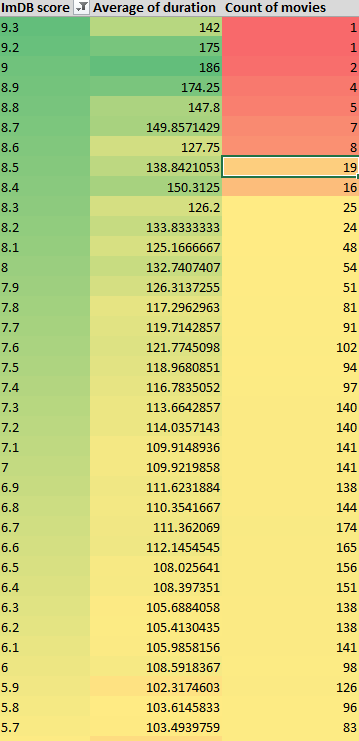 ImDB score Average of duration Count of movies
9.3 142 1
9.2 175 1
9 186 2
8.9 174.25 4
8.8 147.8 5
8.7 149.8571429 7
8.6 127.75 8
8.5 138.8421053 19
8.4 150.3125 16
8.3 126.2 25
8.2 133.8333333 24
8.1 125.1666667 48
8 132.7407407 54
7.9 126.3137255 51
7.8 117.2962963 81
7.7 119.7142857 91
7.6 121.7745098 102
7.5 118.9680851 94
7.4 116.7835052 97
7.3 113.6642857 140
7.2 114.0357143 140
7.1 109.9148936 141
7 109.9219858 141
6.9 111.6231884 138
6.8 110.3541667 144
6.7 111.362069 174
6.6 112.1454545 165
6.5 108.025641 156
6.4 108.397351 151
6.3 105.6884058 138
6.2 105.4130435 138
6.1 105.9858156 141
6 108.5918367 98
5.9 102.3174603 126
5.8 103.6145833 96
5.7 103.4939759 83